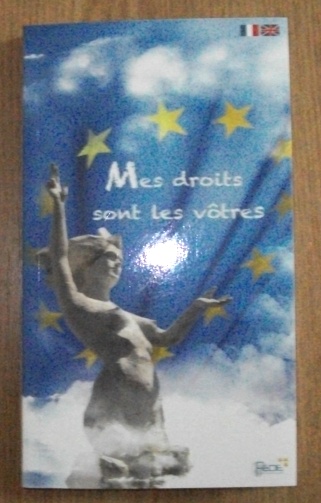 Mes droits
sont les vôtres